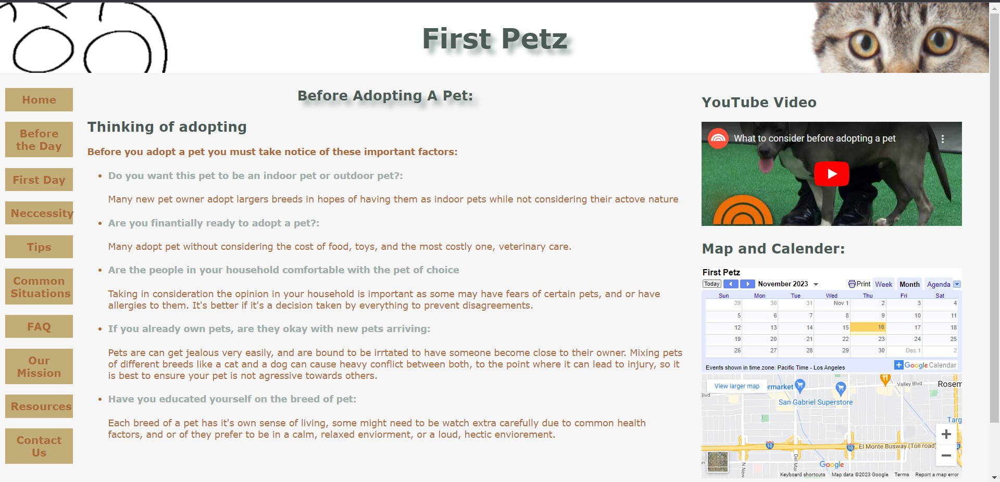 First Petz
Home
Before
the Day
First Day
Neccessity
Tips
Common
Situations
FAQ
Our
Mission
Resources
Contact
Us
Before Adopting A Pet:
Thinking of adopting
Before you adopt a pet you must take notice of these important factors:
Do you want this pet to be an indoor pet or outdoor pet?:
Many new pet owner adopt largers breeds in hopes of having them as indoor pets while not considering their actove nature
Are you finantially ready to adopt a pet?:
Many adopt pet without considering the cost of food, toys, and the most costly one, veterinary care.
Are the people in your household comfortable with the pet of choice
Taking in consideration the opinion in your household is important as some may have fears of certain pets, and or have
allergies to them. It's better if it's a decision taken by everything to prevent disagreements.
If you already own pets, are they okay with new pets arriving:
Pets are can get jealous very easily, and are bound to be irrtated to have someone become close to their owner. Mixing pets
of different breeds like a cat and a dog can cause heavy conflict between both, to the point where it can lead to injury, so it
is best to ensure your pet is not agressive towards others.
Have you educated yourself on the breed of pet:
Each breed of a pet has it's own sense of living, some might need to be watch extra carefully due to common health
factors, and or of they prefer to be in a calm, relaxed enviorment, or a loud, hectic enviorement.
YouTube Video
What to consider before adopting a pet
Map and Calender:
First Petz
Today November 2023 Print Week Month Agenda
Sun Mon Tue Wed Thu Fri Sat
29 30 31 Nov 1 2 3 4
5 6 7 8 9 10 11
12 13 14 15 16 17 18
19 20 21 22 23 24 25
26 27 28 29 30 Dec 1 2
Events shown in time zone: Pacific Time - Los Angeles
Google Calendar
View larger map
ermarket
Valley Blvd
Rosem
Blvd
San Gabriel Superstore
Targ
10
10
El Monte Busway (Toll road)
N New
Del Mar
Google
Keyboard shortcuts Map data ©2023 Google Terms Report a map error